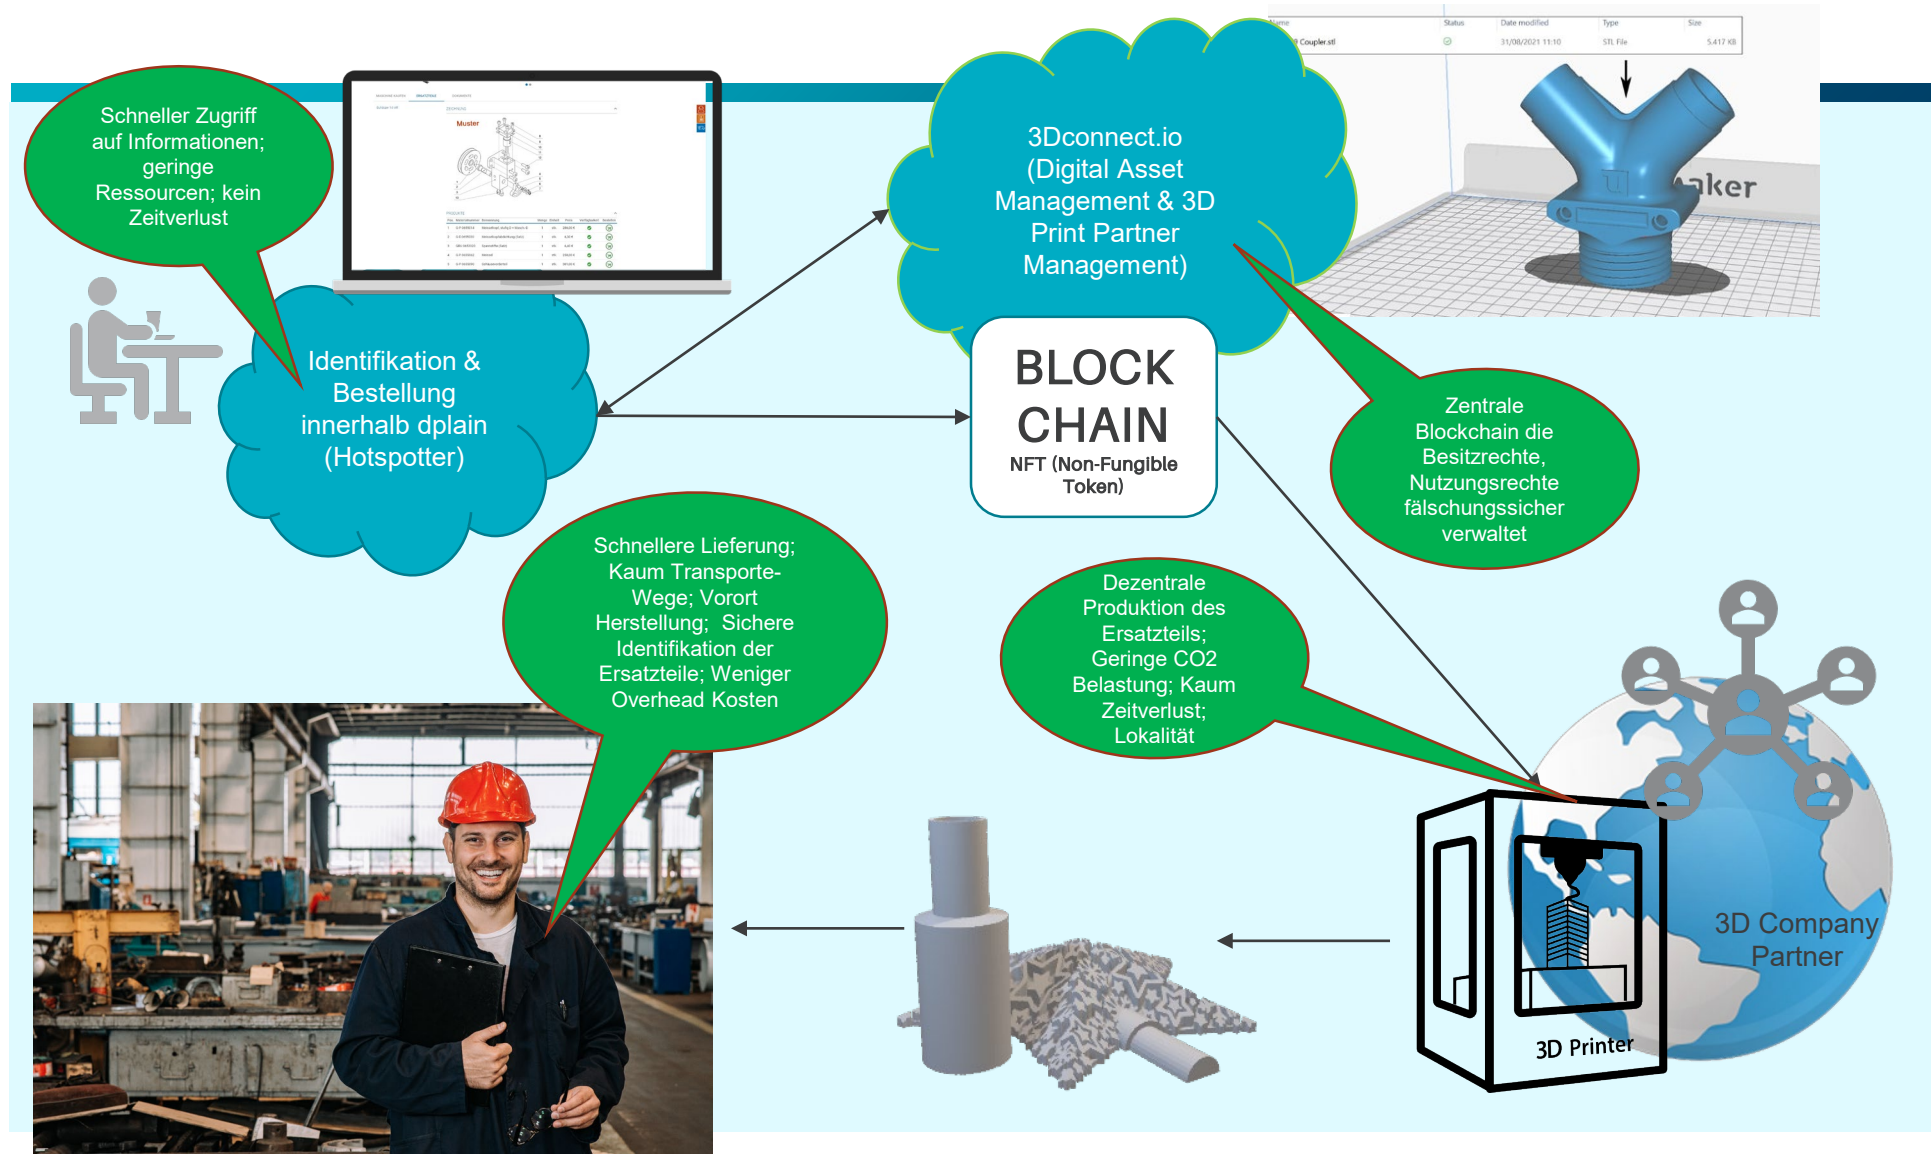 Schneller Zugriff
auf Informationen;
geringe
Ressourcen; kein
Zeitverlust
Muster
Identifikation &
Bestellung
innerhalb dplain
(Hotspotter)
3Dconnect.io
(Digital Asset
Management & 3D
Print Partner
Management)
Name Status Date modified Type Size
Coupler.stl 31/08/2021 11:10 STL File 5.417 KB
BLOCK
CHAIN
NFT (Non-Fungible
Token)
Zentrale
Blockchain die
Besitzrechte,
Nutzungsrechte
fälschungssicher
verwaltet
Schnellere Lieferung;
Kaum Transporte-
Wege; Vorort
Herstellung; Sichere
Identifikation der
Ersatzteile; Weniger
Overhead Kosten
Dezentrale
Produktion des
Ersatzteils;
Geringe CO2
Belastung; Kaum
Zeitverlust;
Lokalität
3D Company
Partner
3D Printer